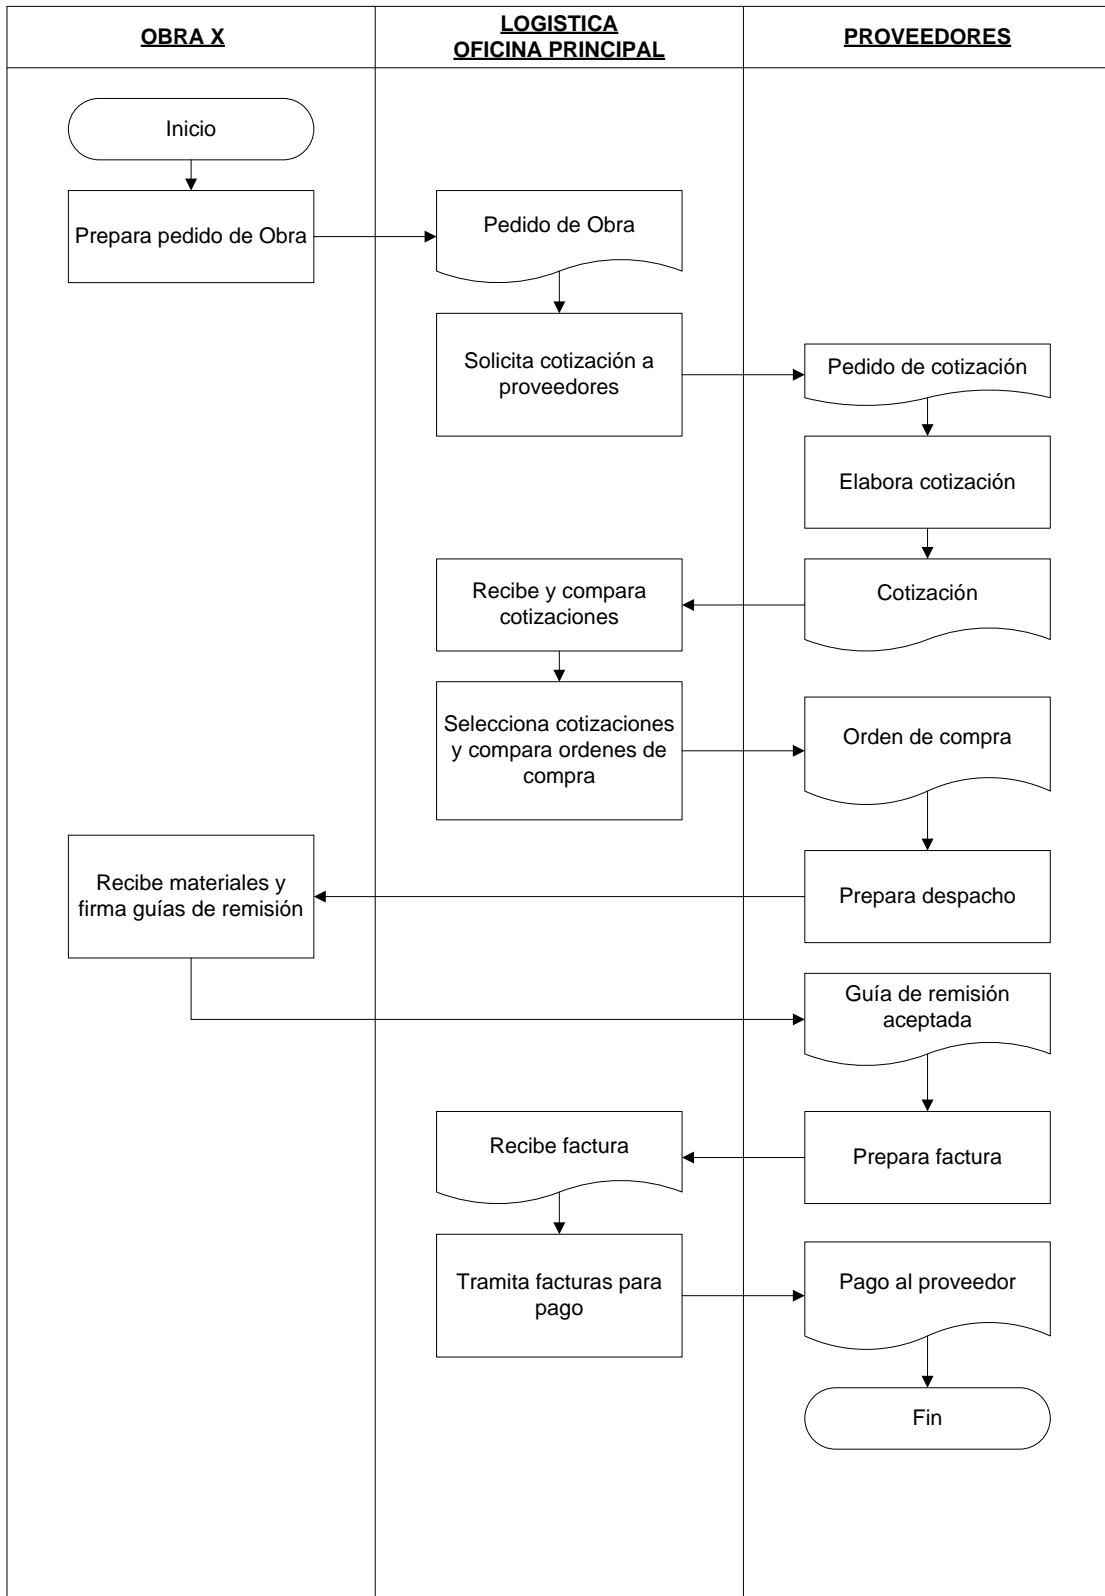 OBRA X
LOGISTICA
OFICINA PRINCIPAL
PROVEEDORES
Inicio
Prepara pedido de Obra
Pedido de Obra
Solicita cotización a
proveedores
Pedido de cotización
Elabora cotización
Cotización
Recibe y compara
cotizaciones
Selecciona cotizaciones
y compara ordenes de
compra
Orden de compra
Prepara despacho
Recibe materiales y
firma guías de remisión
Guía de remisión
aceptada
Prepara factura
Recibe factura
Tramita facturas para
pago
Pago al proveedor
Fin